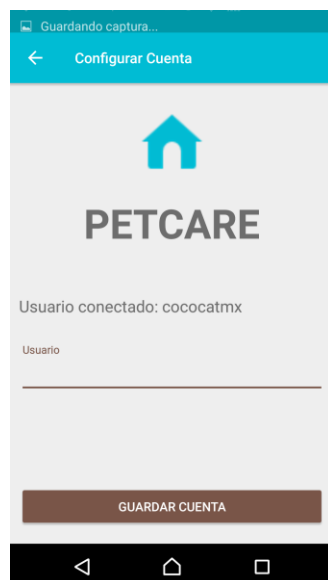 Guardando captura...
Configurar Cuenta
PETCARE
Usuario conectado: cococatmx
Usuario
GUARDAR CUENTA